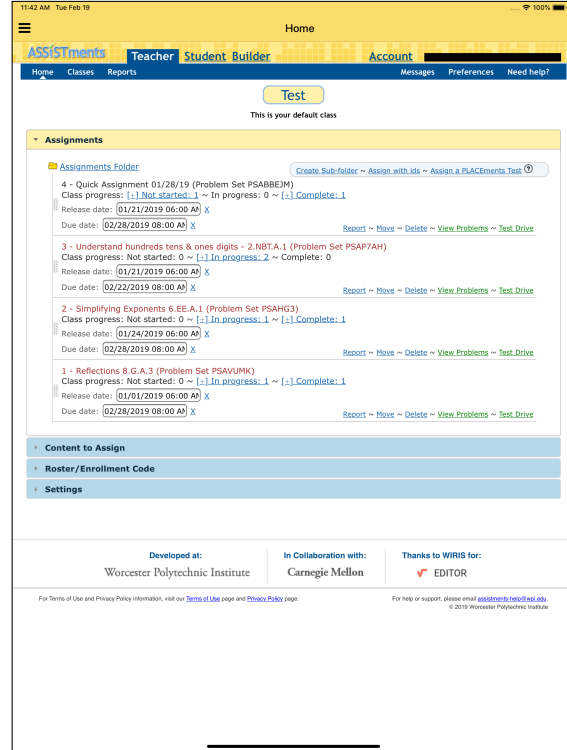 11:42 AM Tue Feb 19
.... 100%
Home
ASSISTments Teacher Student Builder Account
Home Classes Reports Messages Preferences Need help?
Test
This is your default class
Assignments
Assignments Folder
Create Sub-folder ~ Assign with ids ~ Assign a PLACEments Test ?
4 - Quick Assignment 01/28/19 (Problem Set PSABBEJM)
Class progress: [+] Not started: 1 ~ In progress: 0 ~ [+] Complete: 1
Release date: 01/21/2019 06:00 AM X
Due date: 02/28/2019 08:00 AM X
Report ~ Move ~ Delete ~ View Problems ~ Test Drive
3 - Understand hundreds tens & ones digits - 2.NBT.A.1 (Problem Set PSAP7AH)
Class progress: Not started: 0 ~ [+] In progress: 2 ~ Complete: 0
Release date: 01/21/2019 06:00 AM X
Due date: 02/22/2019 08:00 AM X
Report ~ Move ~ Delete ~ View Problems ~ Test Drive
2 - Simplifying Exponents 6.EE.A.1 (Problem Set PSAHG3)
Class progress: Not started: 0 ~ [+] In progress: 1 ~ [+] Complete: 1
Release date: 01/24/2019 06:00 AM X
Due date: 02/28/2019 08:00 AM X
Report ~ Move ~ Delete ~ View Problems ~ Test Drive
1 - Reflections 8.G.A.3 (Problem Set PSAVUMK)
Class progress: Not started: 0 ~ [+] In progress: 1 ~ [+] Complete: 1
Release date: 01/01/2019 06:00 AM X
Due date: 02/28/2019 08:00 AM X
Report ~ Move ~ Delete ~ View Problems ~ Test Drive
Content to Assign
Roster/Enrollment Code
Settings
Developed at: In Collaboration with: Thanks to WIRIS for:
Worcester Polytechnic Institute Carnegie Mellon EDITOR
For Terms of Use and Privacy Policy information, visit our Terms of Use page and Privacy Policy page. For help or support, please email assistments-help@wpi.edu.
© 2019 Worcester Polytechnic Institute